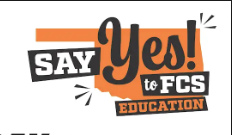 SAY Yes!
to FCS
EDUCATION